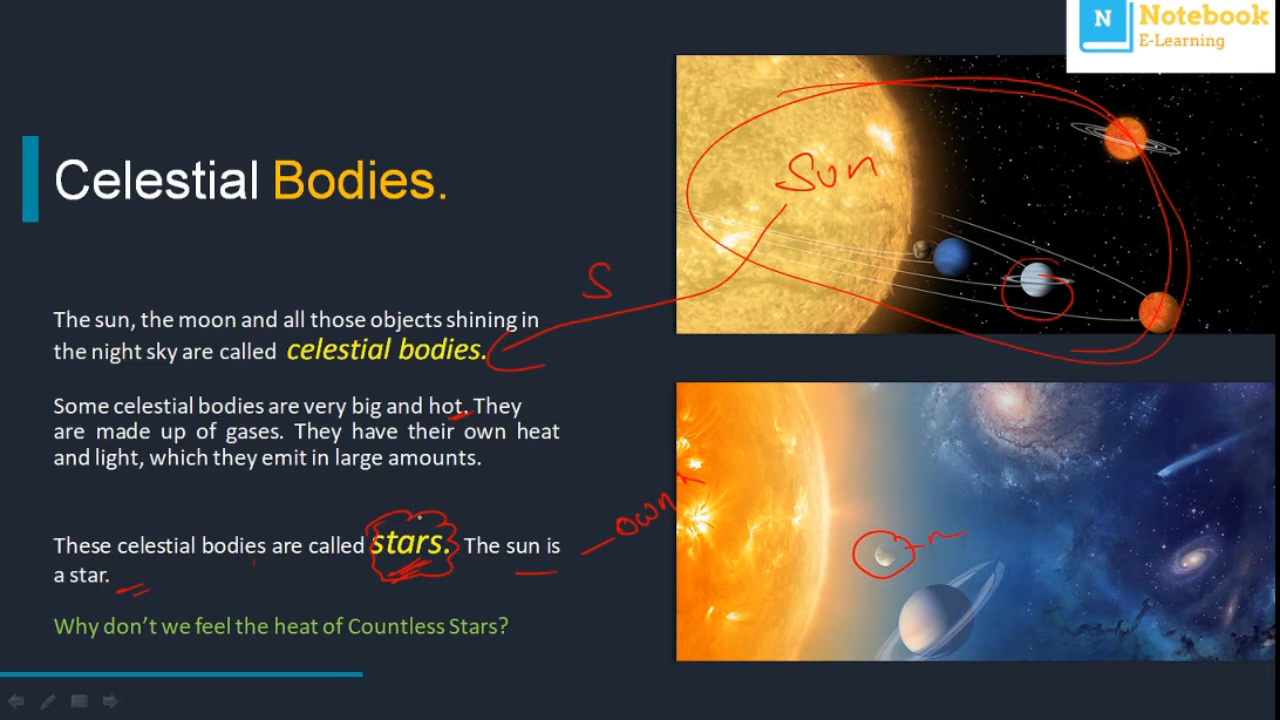 N Notebook
E-Learning
Celestial Bodies.
Sun
S
The sun, the moon and all those objects shining in
the night sky are called celestial bodies.
Some celestial bodies are very big and hot. They
are made up of gases. They have their own heat
and light, which they emit in large amounts.
own
These celestial bodies are called stars. The sun is
a star.
Why don't we feel the heat of Countless Stars?